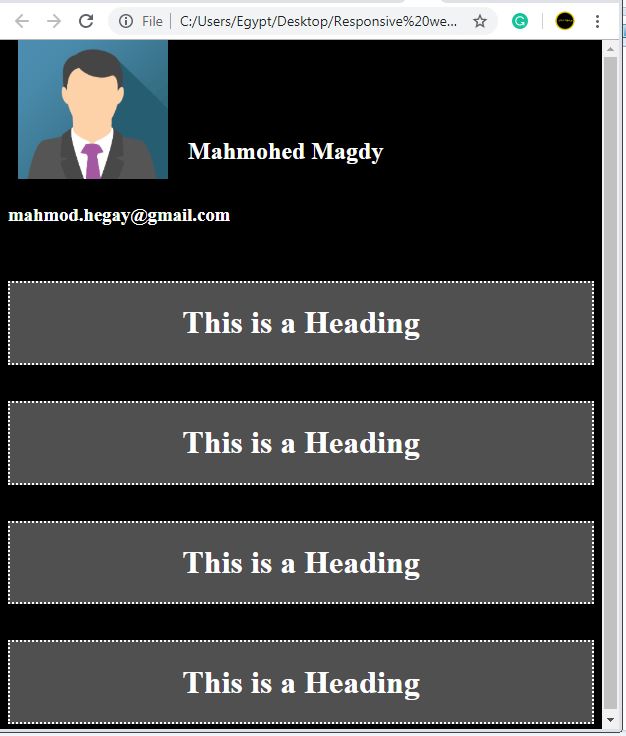 File | C:/Users/Egypt/Desktop/Responsive%20we...
Mahmohed Magdy
mahmod.hegay@gmail.com
This is a Heading
This is a Heading
This is a Heading
This is a Heading